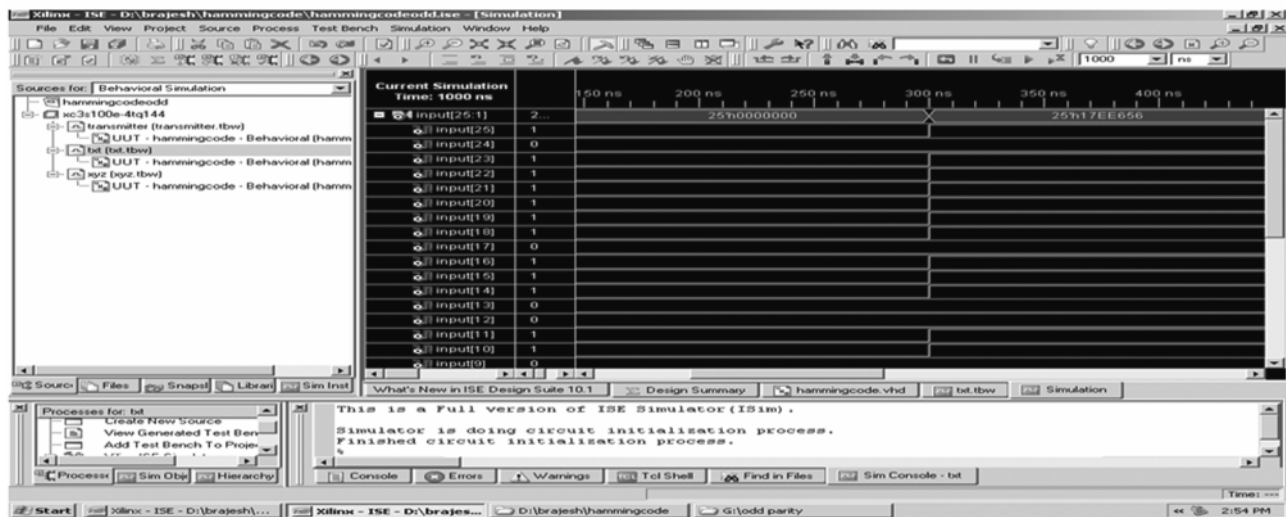 Xilinx - ISE - D:\brajesh\hammingcode\hammingcodeodd.ise - [Simulation]
File Edit View Project Source Process Test Bench Simulation Window Help
1000 ns
Sources for: Behavioral Simulation
hammingcodeodd
xc3s100e-4tq144
transmitter (transmitter.tbw)
UUT - hammingcode - Behavioral (hamm
txt (txt.tbw)
UUT - hammingcode - Behavioral (hamm
xyz (xyz.tbw)
UUT - hammingcode - Behavioral (hamm
Sourc Files Snapsl Librari Sim Inst
Current Simulation
Time: 1000 ns
150 ns 200 ns 250 ns 300 ns 350 ns 400 ns
input[25:1] 2... 25'h0000000 25'h17EE656
input[25] 1
input[24] 0
input[23] 1
input[22] 1
input[21] 1
input[20] 1
input[19] 1
input[18] 1
input[17] 0
input[16] 1
input[15] 1
input[14] 1
input[13] 0
input[12] 0
input[11] 1
input[10] 1
input[9] 0
What's New in ISE Design Suite 10.1 Design Summary hammingcode.vhd txt.tbw Simulation
Processes for: txt
Create New Source
View Generated Test Ben
Add Test Bench To Proje
Processe Sim Obje Hierarchy
This is a Full version of ISE Simulator(ISim).
Simulator is doing circuit initialization process.
Finished circuit initialization process.
%
Console Errors Warnings Tcl Shell Find in Files Sim Console - txt
Time:
Start Xilinx - ISE - D:\brajesh\... Xilinx - ISE - D:\brajes... D:\brajesh\hammingcode G:\odd parity 2:54 PM